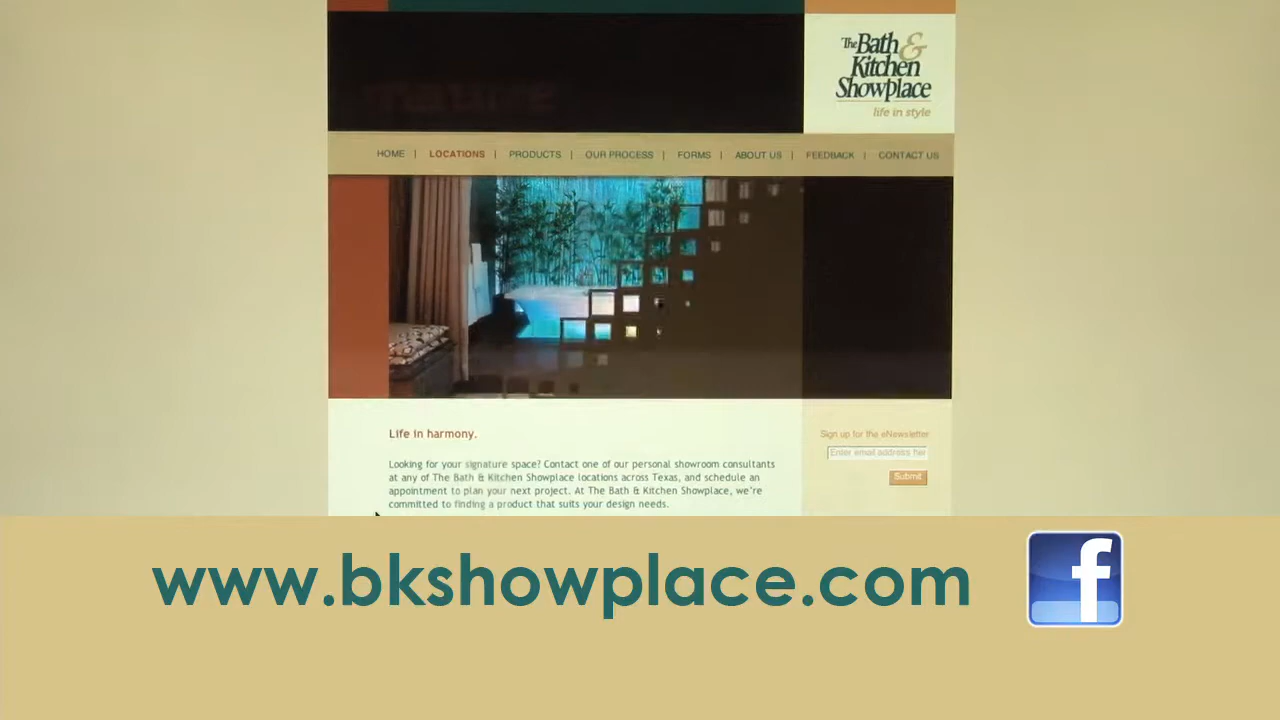 The Bath &
Kitchen
Showplace
life in style
HOME | LOCATIONS | PRODUCTS | OUR PROCESS | FORMS | ABOUT US | FEEDBACK | CONTACT US
Life in harmony.
Sign up for the eNewsletter
Enter email address her
Submit
Looking for your signature space? Contact one of our personal showroom consultants
at any of The Bath & Kitchen Showplace locations across Texas, and schedule an
appointment to plan your next project. At The Bath & Kitchen Showplace, we're
committed to finding a product that suits your design needs.
www.bkshowplace.com
f